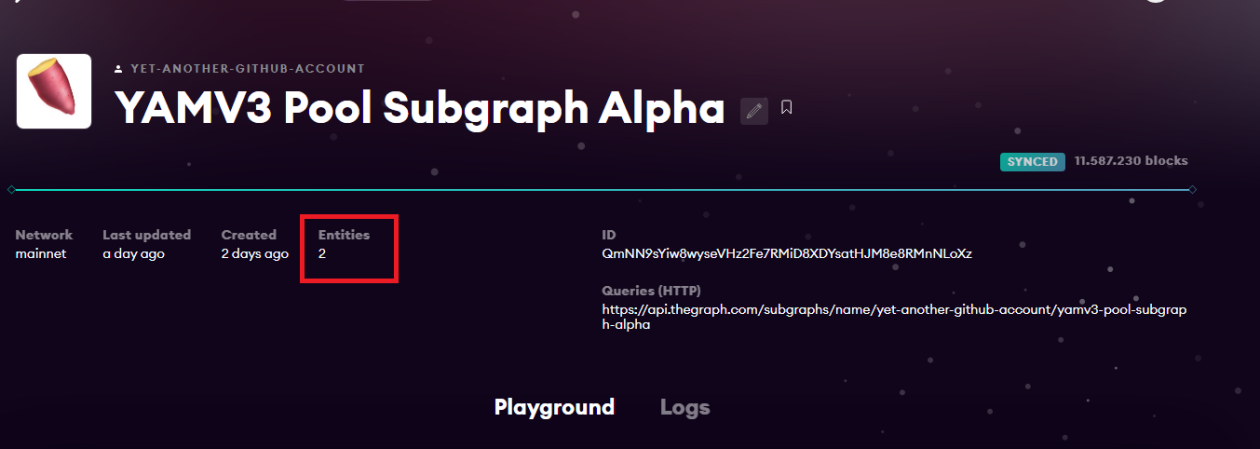 YET-ANOTHER-GITHUB-ACCOUNT
YAMV3 Pool Subgraph Alpha
SYNCED 11.587.230 blocks
Network Last updated Created Entities
mainnet a day ago 2 days ago 2
ID
QmNN9sYiw8wyseVHz2Fe7RMiD8XDYsatHJM8e8RMnNLoXz
Queries (HTTP)
https://api.thegraph.com/subgraphs/name/yet-another-github-account/yamv3-pool-subgrap
h-alpha
Playground Logs